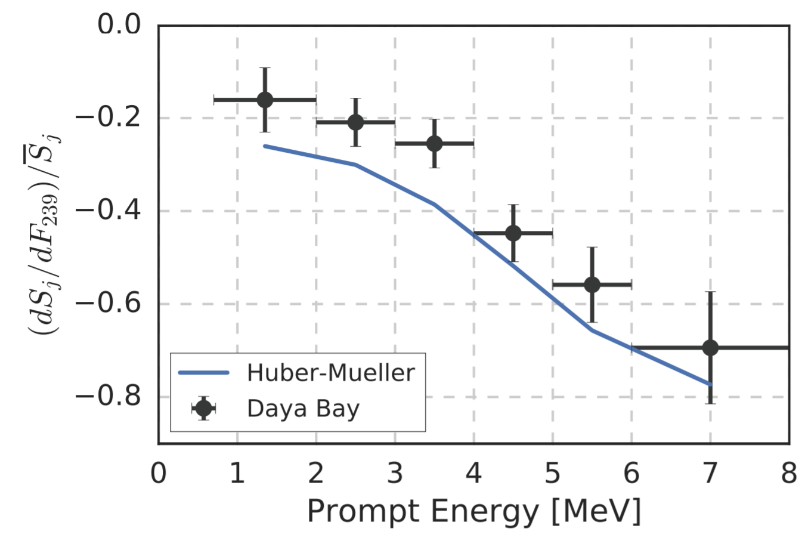 0.0
−0.2
−0.4
−0.6
−0.8
(dS_j/dF_239)/S̅_j
Huber-Mueller
Daya Bay
0 1 2 3 4 5 6 7 8
Prompt Energy [MeV]